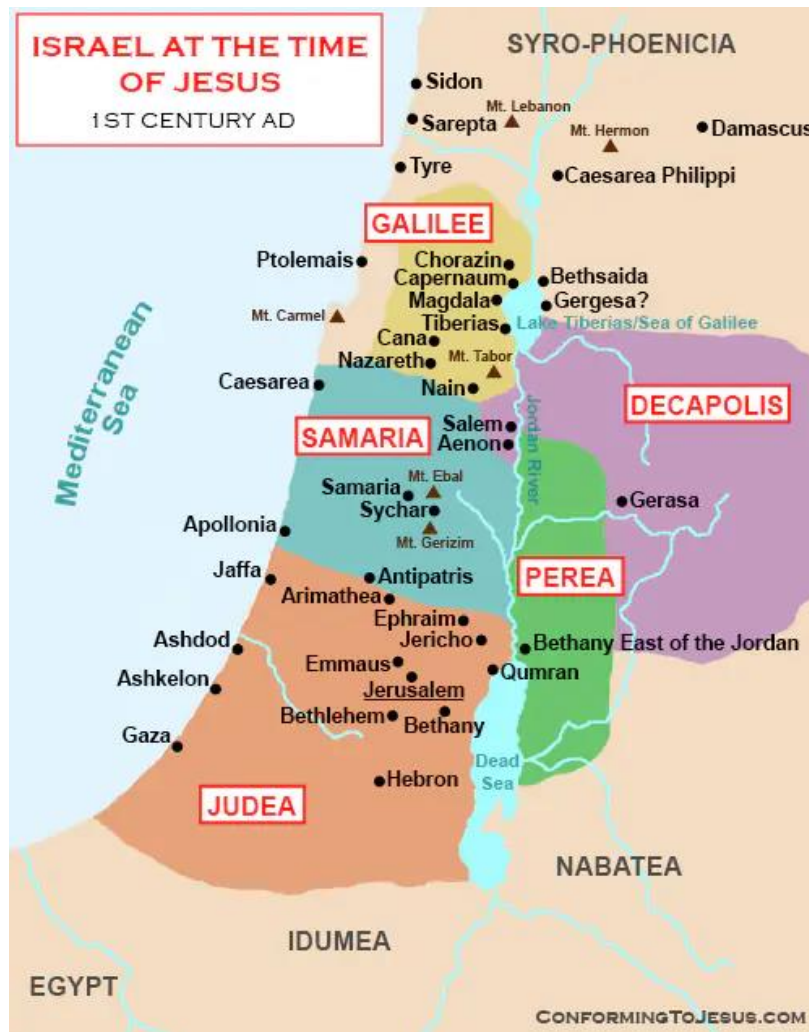 ISRAEL AT THE TIME
OF JESUS
1ST CENTURY AD
SYRO-PHOENICIA
Sidon
Mt. Lebanon
Sarepta
Mt. Hermon
Damascus
Tyre
Caesarea Philippi
GALILEE
Ptolemais
Chorazin
Capernaum
Bethsaida
Magdala
Gergesa?
Mt. Carmel
Tiberias
Lake Tiberias/Sea of Galilee
Cana
Nazareth
Mt. Tabor
Caesarea
Nain
Mediterranean
Sea
Jordan River
DECAPOLIS
SAMARIA
Salem
Aenon
Mt. Ebal
Samaria
Sychar
Gerasa
Mt. Gerizim
Apollonia
Jaffa
Antipatris
PEREA
Arimathea
Ephraim
Jericho
Bethany East of the Jordan
Ashdod
Emmaus
Qumran
Ashkelon
Jerusalem
Bethlehem
Bethany
Gaza
Dead
Sea
Hebron
JUDEA
NABATEA
IDUMEA
EGYPT
CONFORMINGTOJESUS.COM